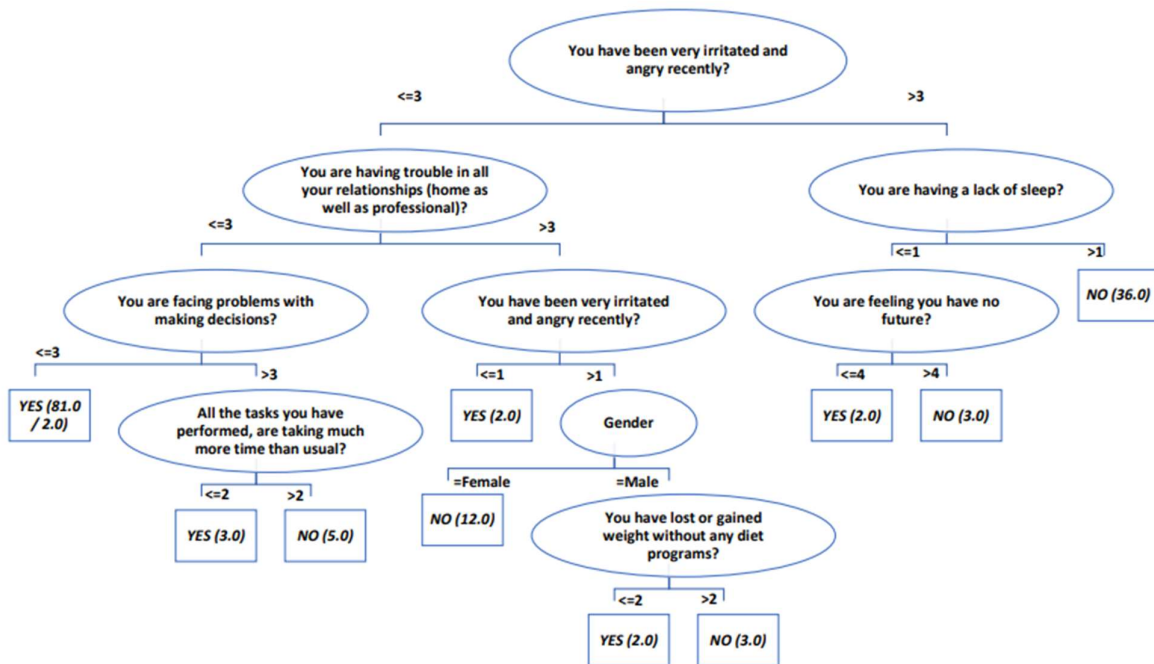 You have been very irritated and
angry recently?
<=3
>3
You are having trouble in all
your relationships (home as
well as professional)?
You are having a lack of sleep?
<=3
>3
<=1
>1
You are facing problems with
making decisions?
You have been very irritated
and angry recently?
You are feeling you have no
future?
NO (36.0)
<=3
>3
<=1
>1
<=4
>4
YES (81.0
/ 2.0)
All the tasks you have
performed, are taking much
more time than usual?
YES (2.0)
Gender
YES (2.0)
NO (3.0)
<=2
>2
=Female
=Male
YES (3.0)
NO (5.0)
NO (12.0)
You have lost or gained
weight without any diet
programs?
<=2
>2
YES (2.0)
NO (3.0)